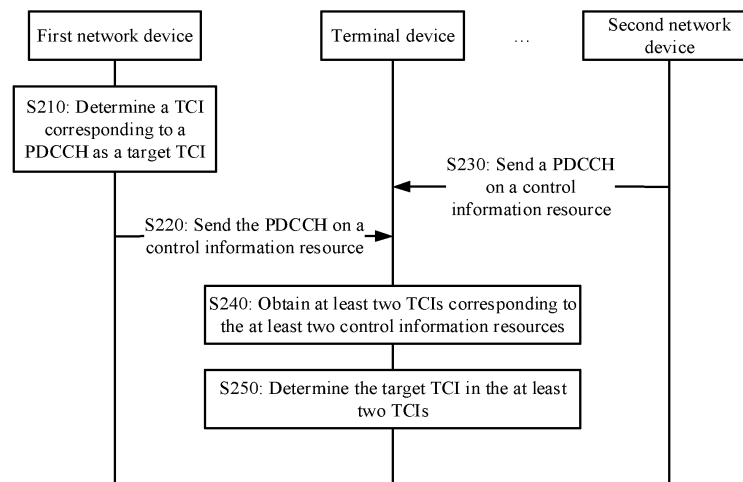 First network device
Terminal device
...
Second network
device
S210: Determine a TCI
corresponding to a
PDCCH as a target TCI
S230: Send a PDCCH
on a control
information resource
S220: Send the PDCCH on a
control information resource
S240: Obtain at least two TCIs corresponding to
the at least two control information resources
S250: Determine the target TCI in the at least
two TCIs